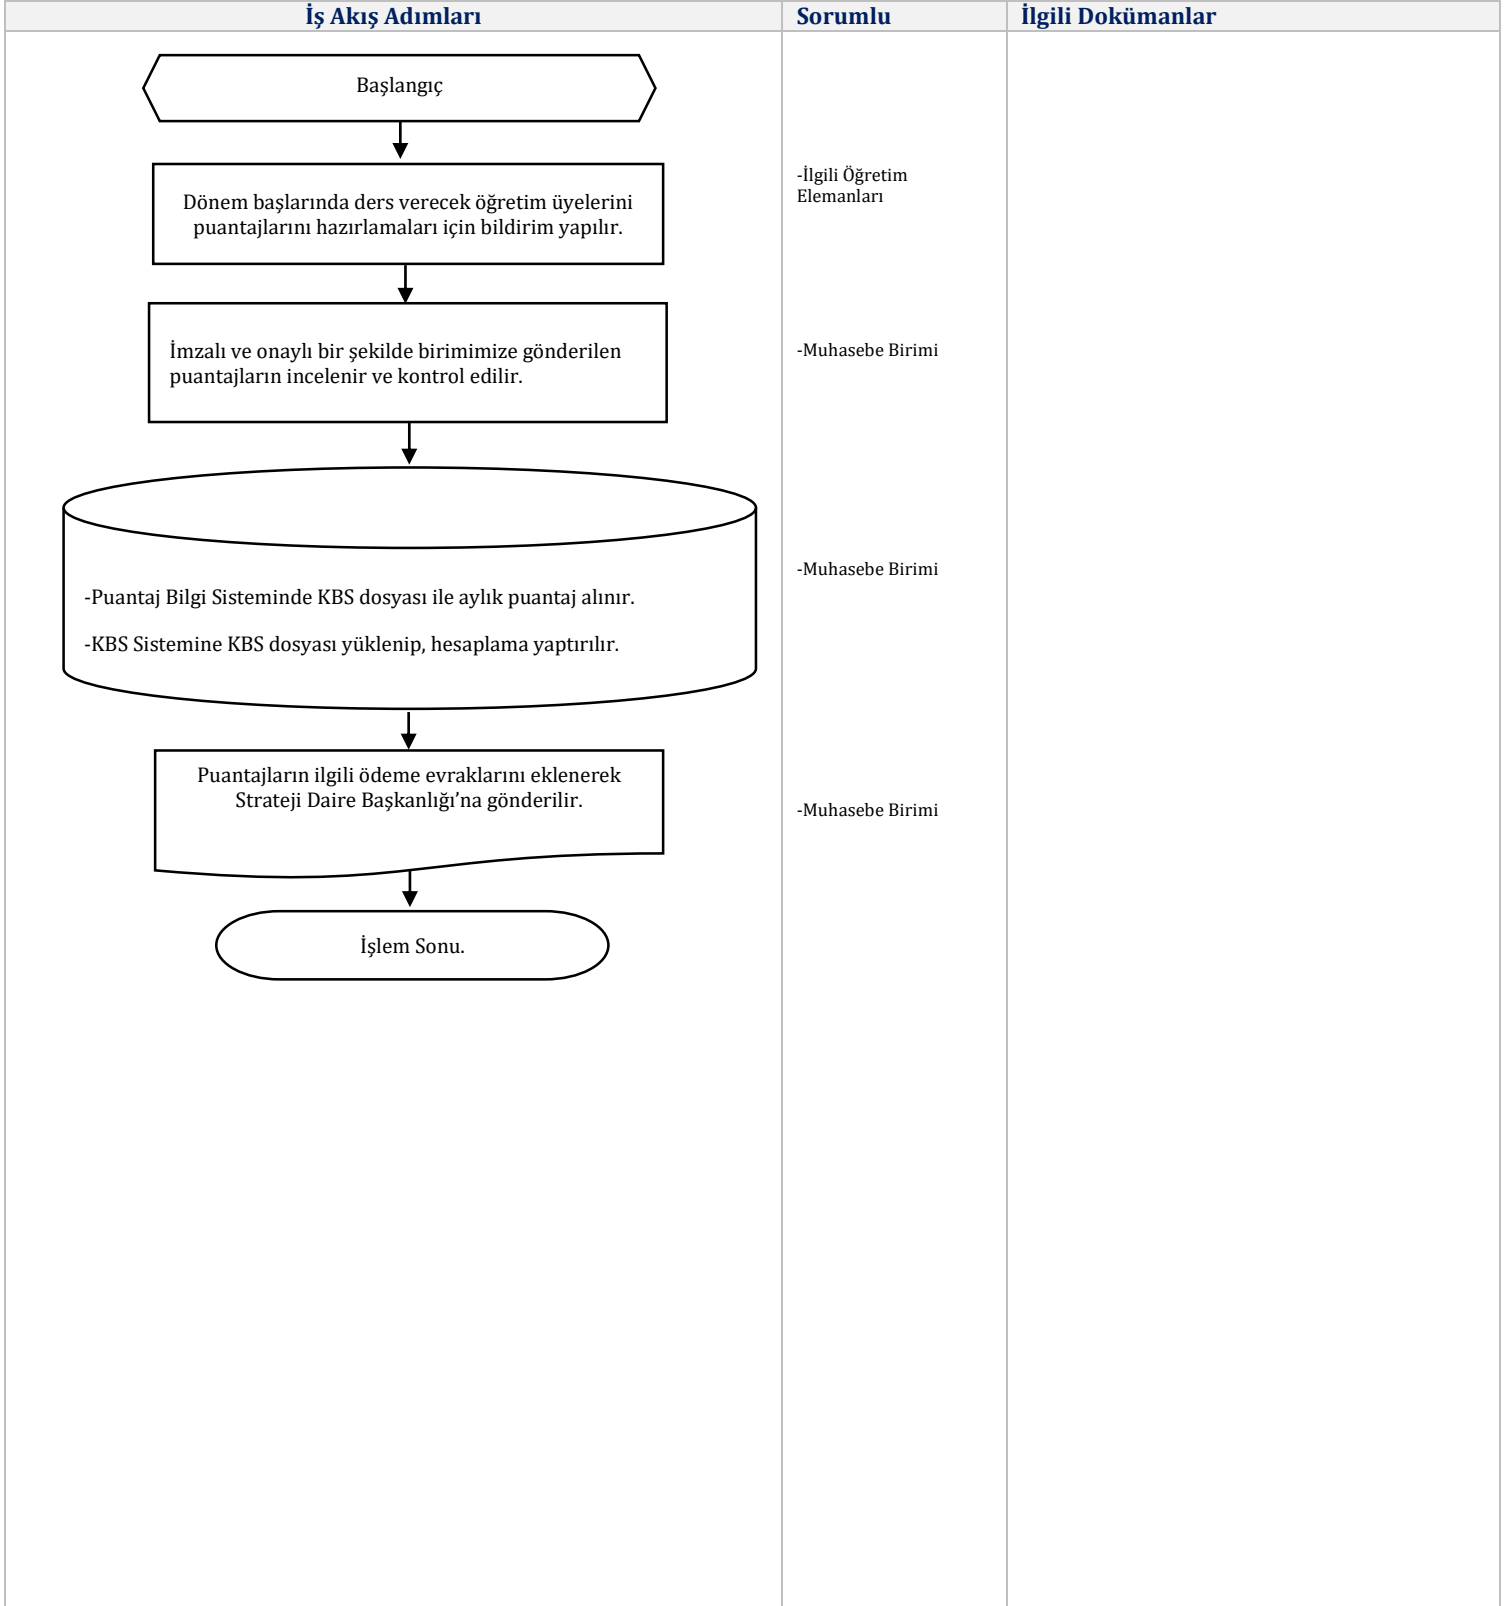 İş Akış Adımları
Sorumlu
İlgili Dokümanlar
Başlangıç
Dönem başlarında ders verecek öğretim üyelerini
puantajlarını hazırlamaları için bildirim yapılır.
-İlgili Öğretim
Elemanları
İmzalı ve onaylı bir şekilde birimimize gönderilen
puantajların incelenir ve kontrol edilir.
-Muhasebe Birimi
-Puantaj Bilgi Sisteminde KBS dosyası ile aylık puantaj alınır.
-KBS Sistemine KBS dosyası yüklenip, hesaplama yaptırılır.
-Muhasebe Birimi
Puantajların ilgili ödeme evraklarını eklenerek
Strateji Daire Başkanlığı’na gönderilir.
-Muhasebe Birimi
İşlem Sonu.